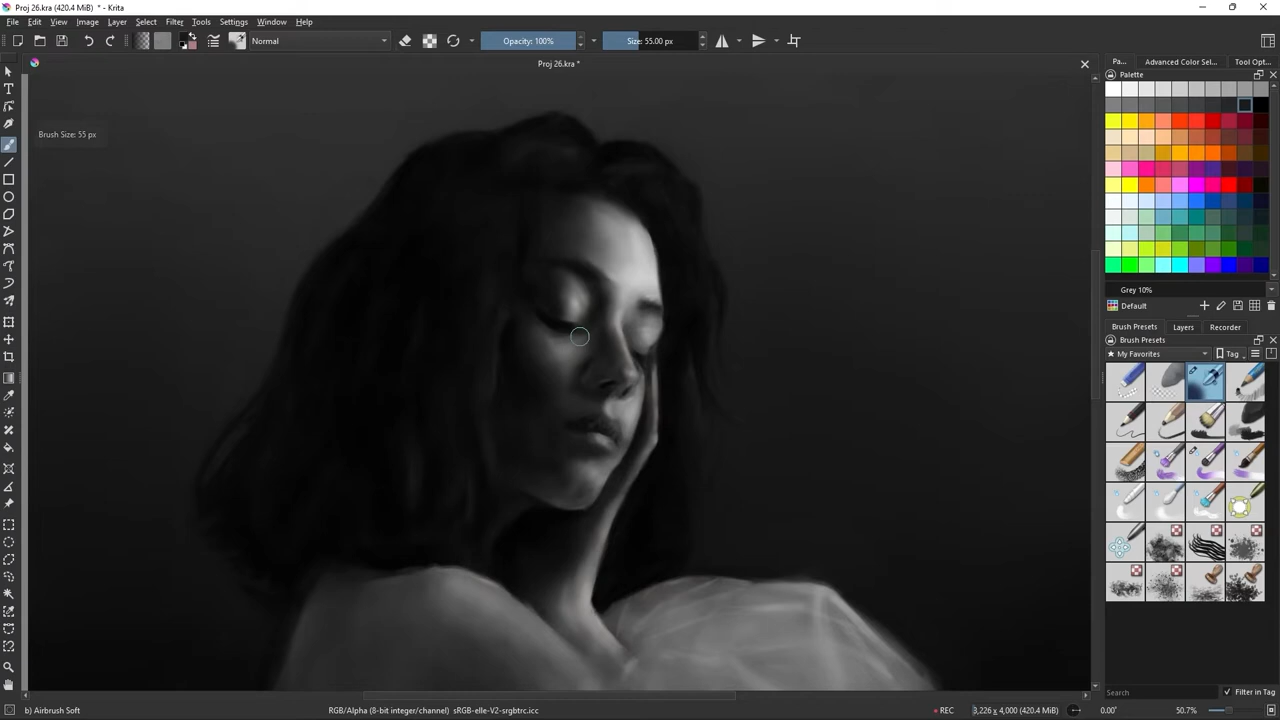 Proj 26.kra (420.4 MiB) * - Krita
File Edit View Image Layer Select Filter Tools Settings Window Help
Normal Opacity: 100% Size: 55.00 px
Proj 26.kra *
Pa... Advanced Color Sel... Tool Opt...
Palette
Brush Size: 55 px
Grey 10%
Default
Brush Presets Layers Recorder
Brush Presets
My Favorites Tag
Search Filter in Tag
b) Airbrush Soft RGB/Alpha (8-bit integer/channel) sRGB-elle-V2-srgbtrc.icc REC 3,226 x 4,000 (420.4 MiB) 0.00° 50.7%